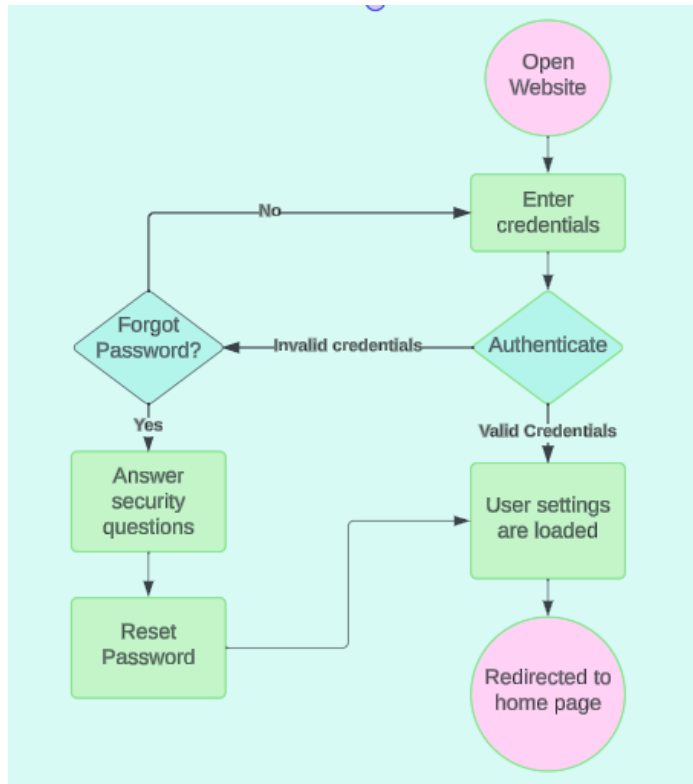 Open
Website
Enter
credentials
No
Forgot
Password?
Invalid credentials
Authenticate
Yes
Valid Credentials
Answer
security
questions
User settings
are loaded
Reset
Password
Redirected to
home page